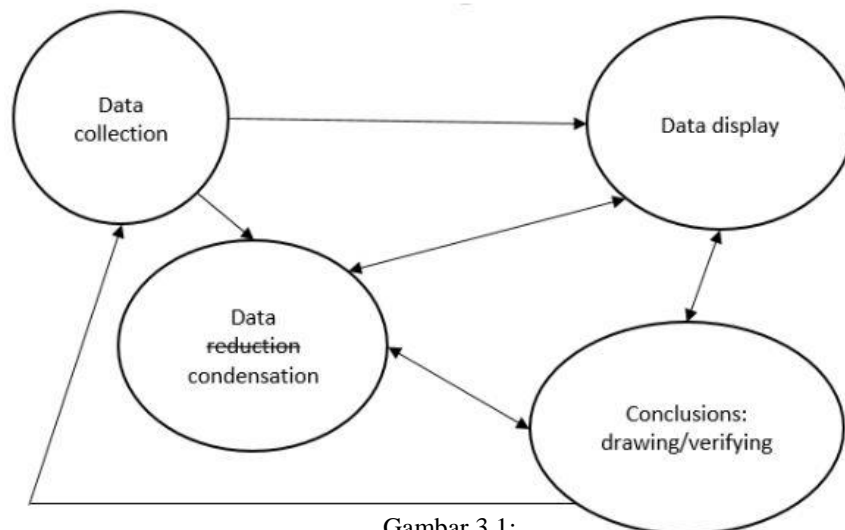 Data
collection
Data display
Data
reduction
condensation
Conclusions:
drawing/verifying
Gambar 3.1: